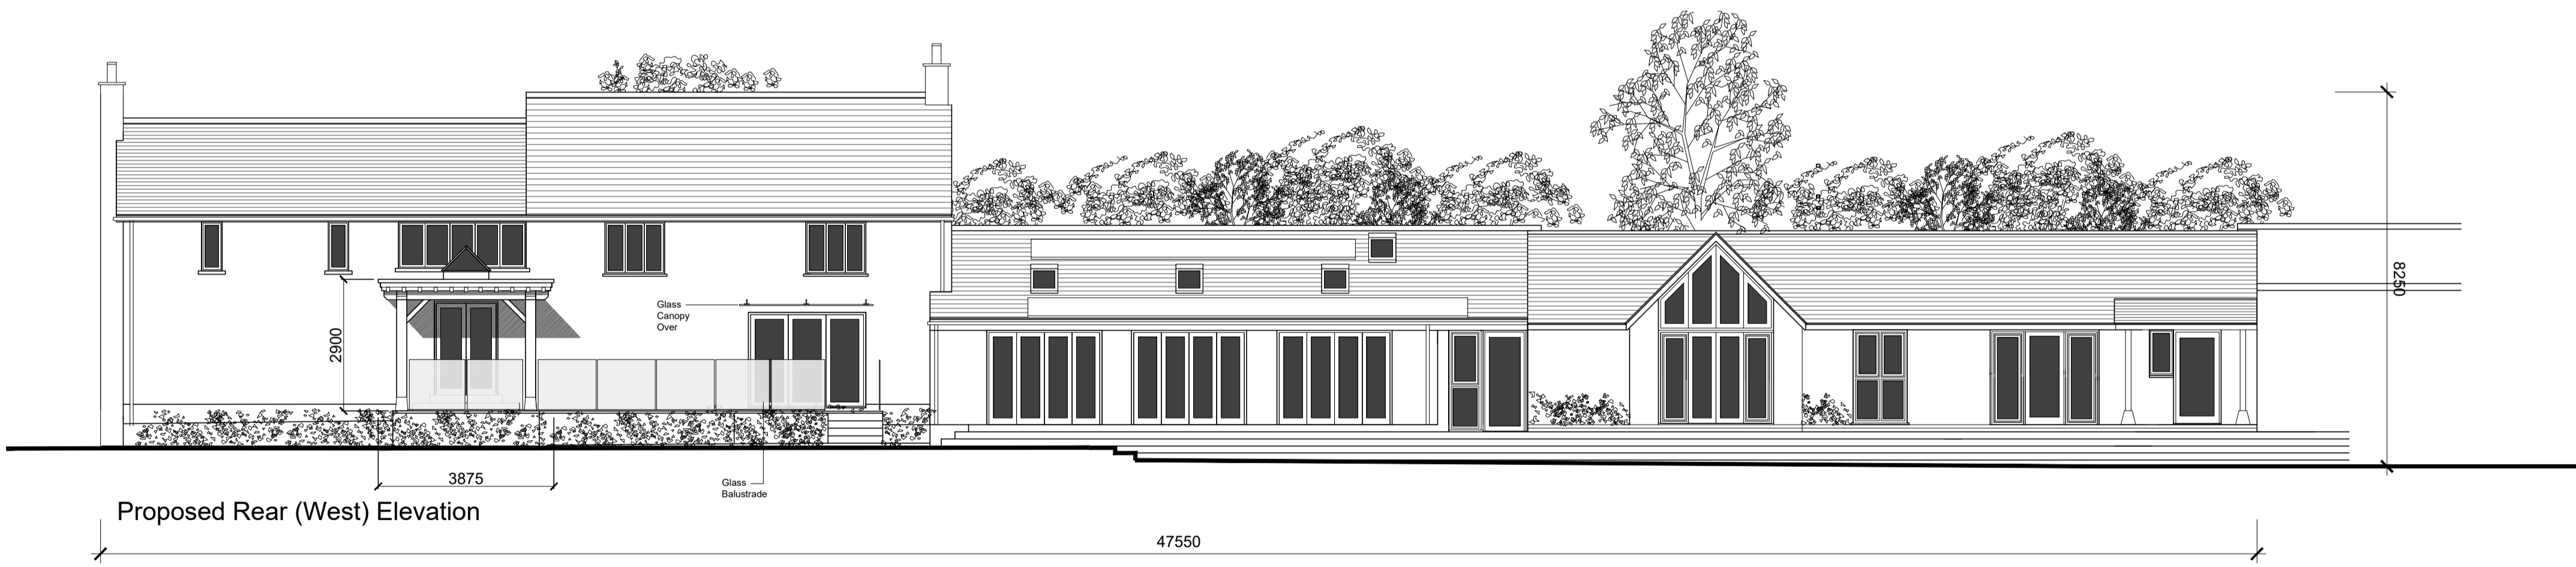 8250
Glass
Canopy
Over
2900
3875
Glass
Balustrade
Proposed Rear (West) Elevation
47550